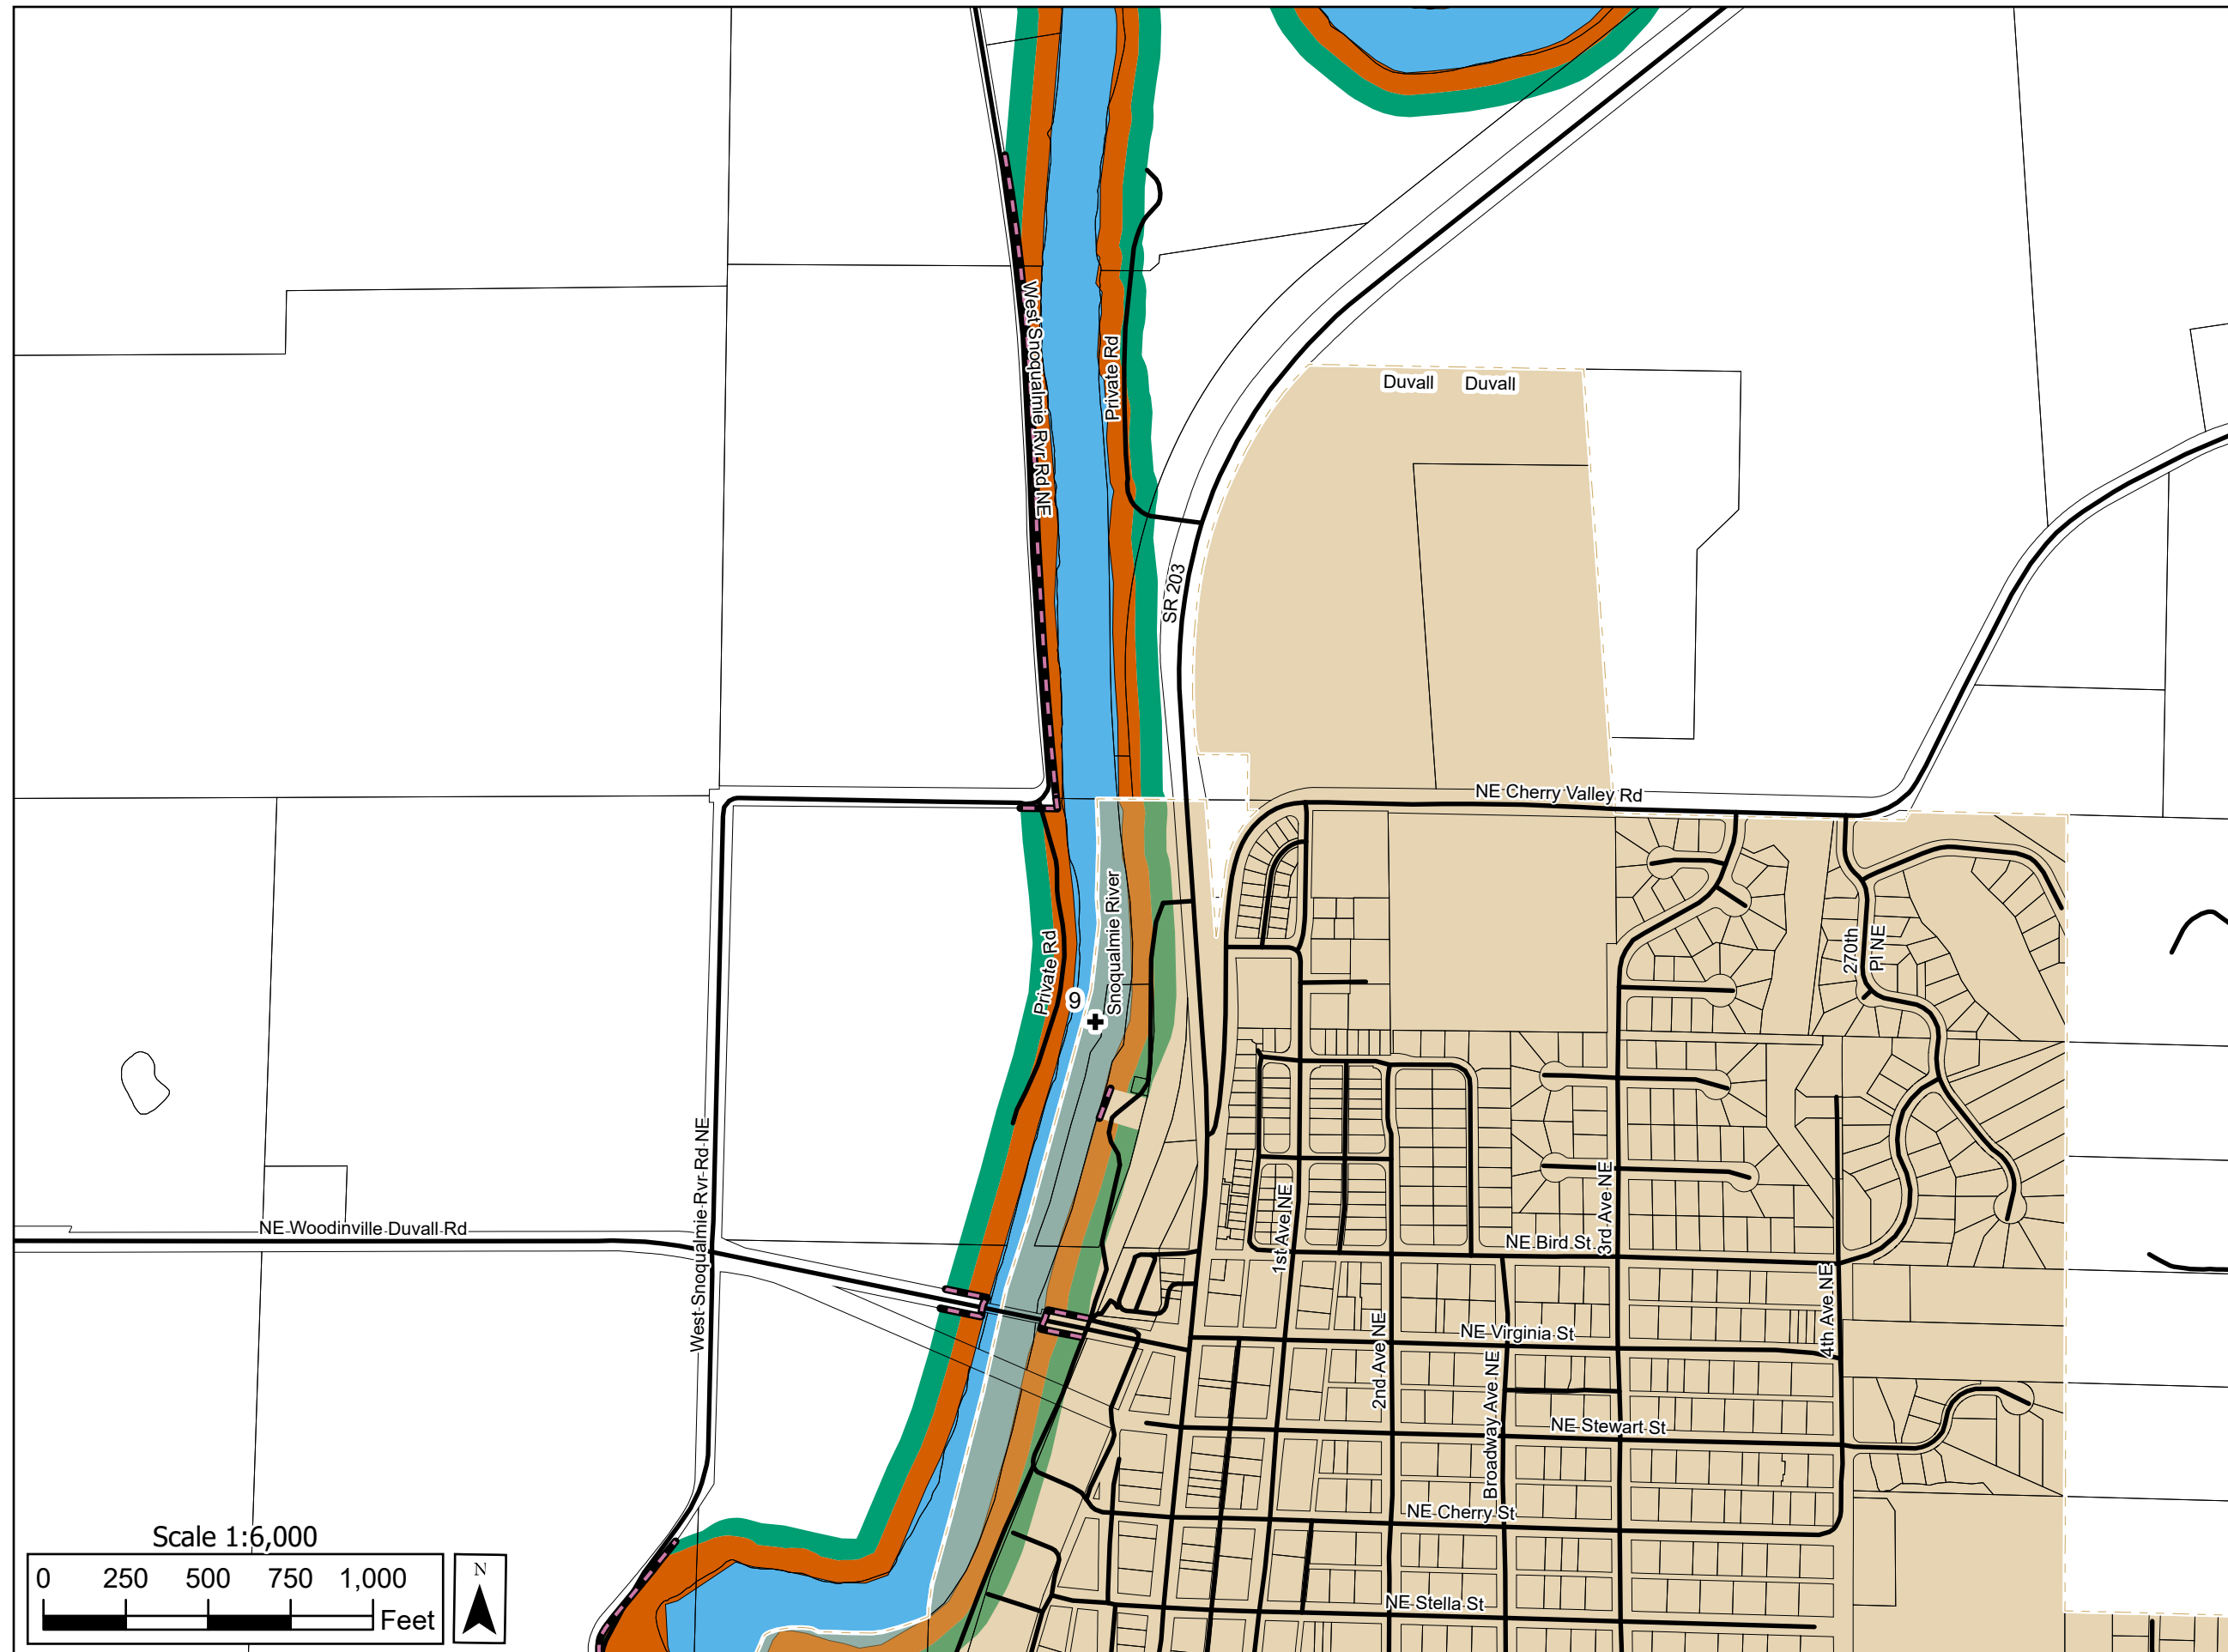 Duvall Duvall
West Snoqualmie Rvr Rd NE
Private Rd
SR 203
NE Cherry Valley Rd
Snoqualmie River
Private Rd
9
270th
Pl NE
West Snoqualmie Rvr Rd NE
NE Woodinville Duvall Rd
1st Ave NE
3rd Ave NE
NE Bird St
4th Ave NE
2nd Ave NE
NE Virginia St
Broadway Ave NE
NE Stewart St
NE Cherry St
NE Stella St
Scale 1:6,000
0 250 500 750 1,000
Feet
N